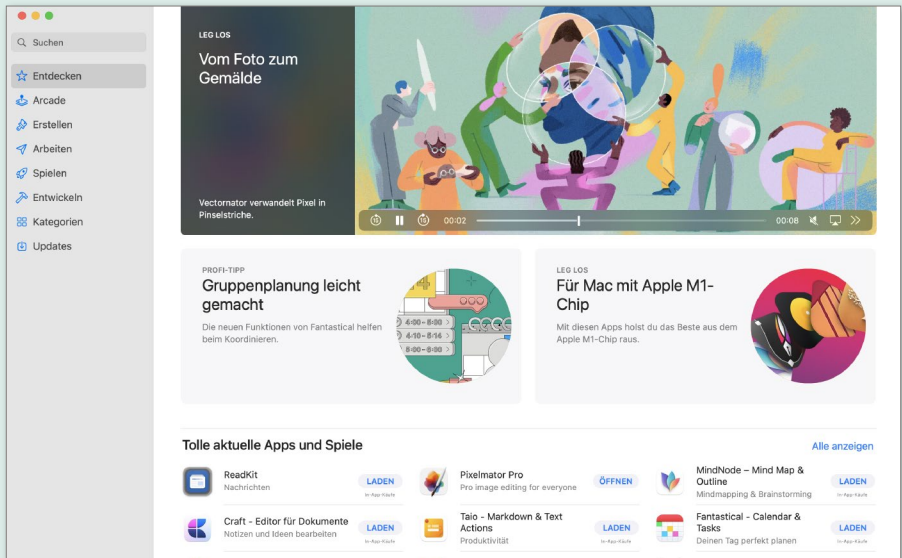 Suchen
Entdecken
Arcade
Erstellen
Arbeiten
Spielen
Entwickeln
Kategorien
Updates
LEG LOS
Vom Foto zum
Gemälde
Vectornator verwandelt Pixel in
Pinselstriche.
15
15
00:02
00:08
PROFI-TIPP
Gruppenplanung leicht
gemacht
Die neuen Funktionen von Fantastical helfen
beim Koordinieren.
4:00-5:30
4:10-5:14
5:00-5:30
LEG LOS
Für Mac mit Apple M1-
Chip
Mit diesen Apps holst du das Beste aus dem
Apple M1-Chip raus.
Tolle aktuelle Apps und Spiele
Alle anzeigen
ReadKit
Nachrichten
LADEN
In-App-Käufe
Pixelmator Pro
Pro image editing for everyone
ÖFFNEN
MindNode – Mind Map &
Outline
Mindmapping & Brainstorming
LADEN
In-App-Käufe
Craft - Editor für Dokumente
Notizen und Ideen bearbeiten
LADEN
In-App-Käufe
Taio - Markdown & Text
Actions
Produktivität
LADEN
In-App-Käufe
Fantastical - Calendar &
Tasks
Deinen Tag perfekt planen
LADEN
In-App-Käufe